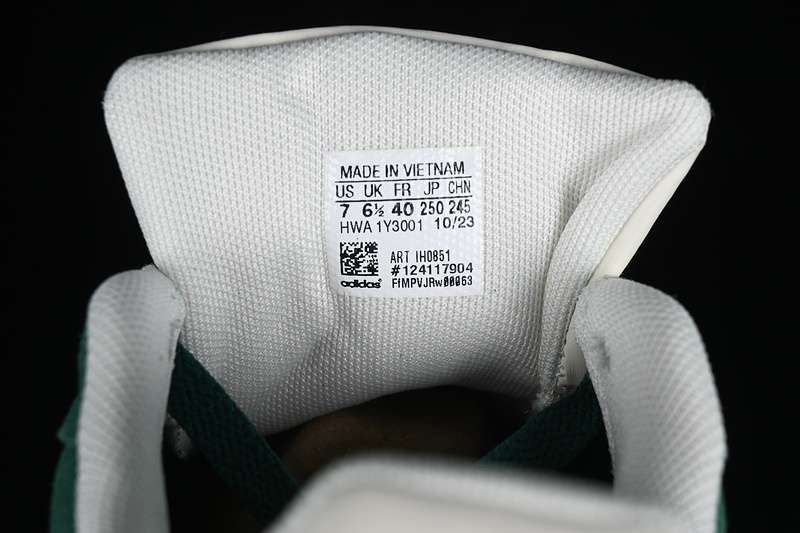 MADE IN VIETNAM
US UK FR JP CHN
7 6½ 40 250 245
HWA 1Y3001 10/23
ART IH0851
#124117904
adidas FIMPVJRw00063